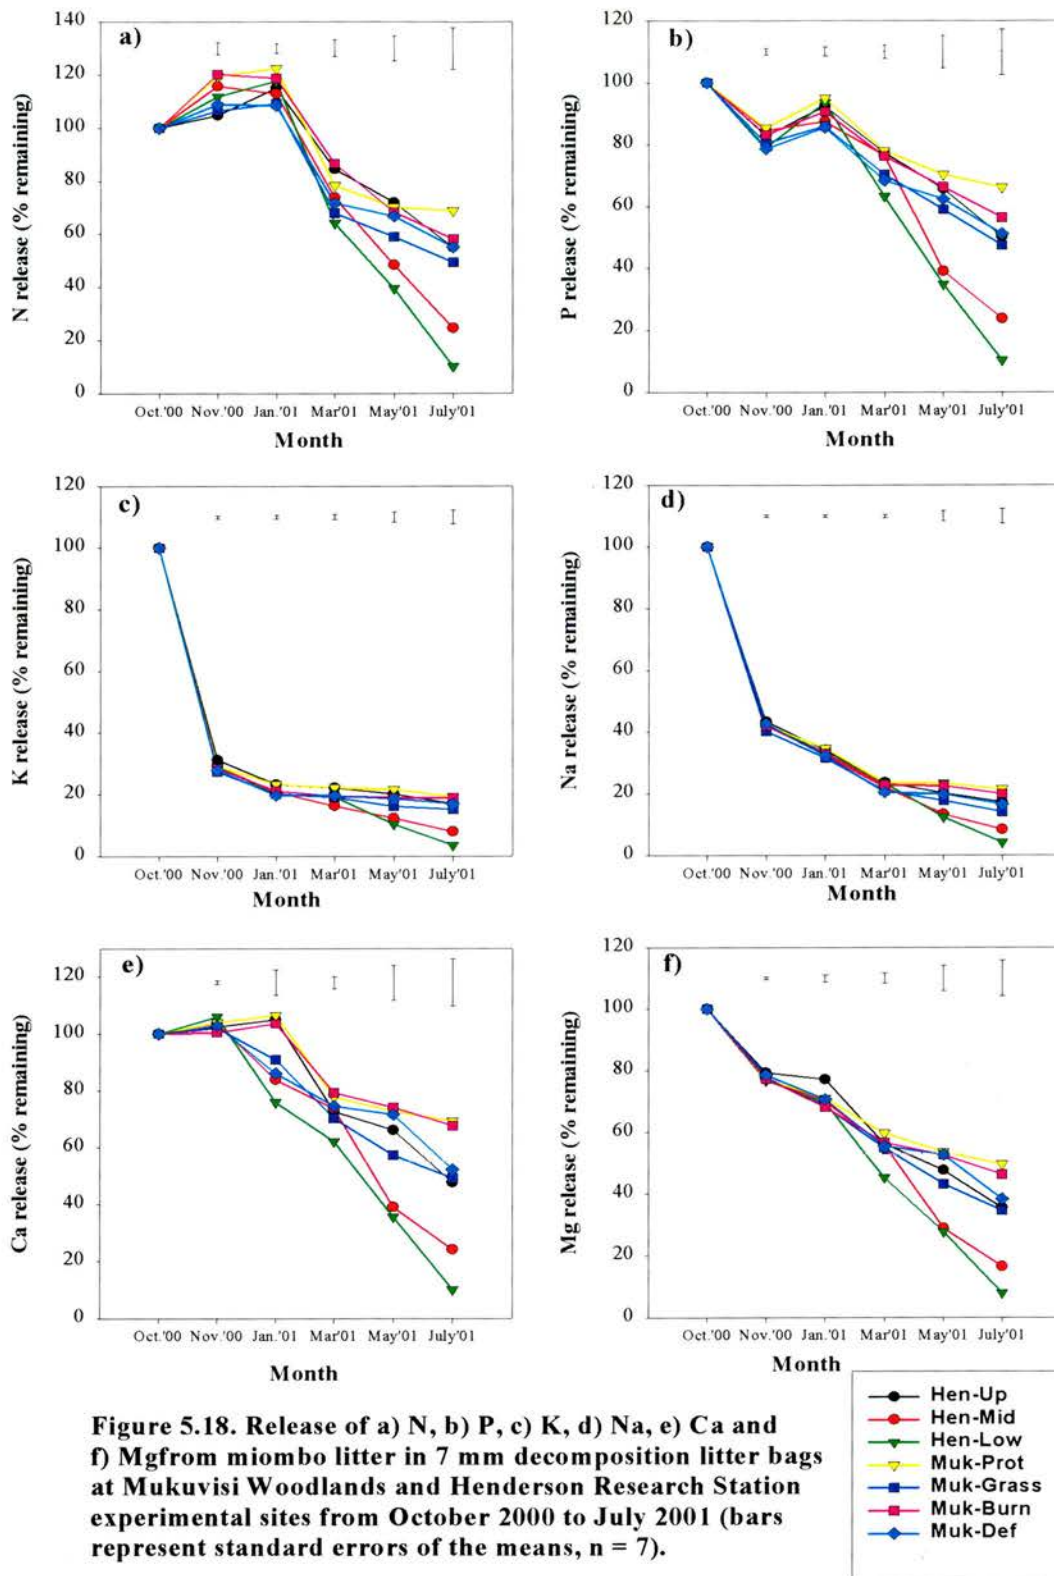 a)
140
120
100
80
60
40
20
0
N release (% remaining)
Oct.'00 Nov.'00 Jan.'01 Mar'01 May'01 July'01
Month
b)
120
100
80
60
40
20
0
P release (% remaining)
Oct.'00 Nov.'00 Jan.'01 Mar'01 May'01 July'01
Month
c)
120
100
80
60
40
20
0
K release (% remaining)
Oct.'00 Nov.'00 Jan.'01 Mar'01 May'01 July'01
Month
d)
120
100
80
60
40
20
0
Na release (% remaining)
Oct.'00 Nov.'00 Jan.'01 Mar'01 May'01 July'01
Month
e)
120
100
80
60
40
20
0
Ca release (% remaining)
Oct.'00 Nov.'00 Jan.'01 Mar'01 May'01 July'01
Month
f)
120
100
80
60
40
20
0
Mg release (% remaining)
Oct.'00 Nov.'00 Jan.'01 Mar'01 May'01 July'01
Month
Hen-Up
Hen-Mid
Hen-Low
Muk-Prot
Muk-Grass
Muk-Burn
Muk-Def
Figure 5.18. Release of a) N, b) P, c) K, d) Na, e) Ca and
f) Mgfrom miombo litter in 7 mm decomposition litter bags
at Mukuvisi Woodlands and Henderson Research Station
experimental sites from October 2000 to July 2001 (bars
represent standard errors of the means, n = 7).